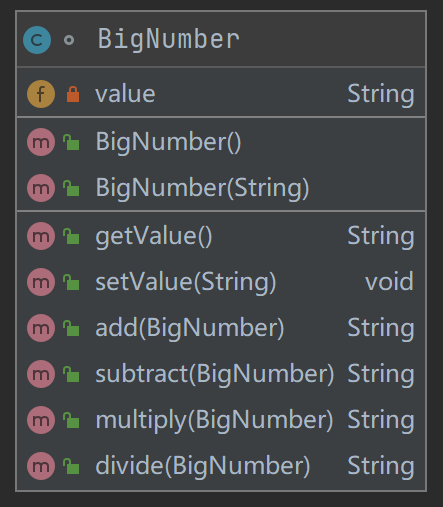 C BigNumber
f value String
m BigNumber()
m BigNumber(String)
m getValue() String
m setValue(String) void
m add(BigNumber) String
m subtract(BigNumber) String
m multiply(BigNumber) String
m divide(BigNumber) String